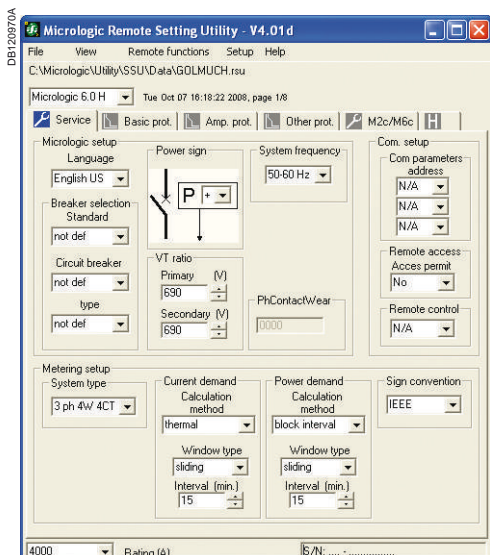 DB120970A
Micrologic Remote Setting Utility - V4.01d
File View Remote functions Setup Help
C:\Micrologic\Utility\SSU\Data\GOLMUCH.rsu
Micrologic 6.0 H Tue Oct 07 16:18:22 2008, page 1/8
Service Basic prot. Amp. prot. Other prot. M2c/M6c H
Micrologic setup
Language
English US
Breaker selection
Standard
not def
Circuit breaker
not def
type
not def
Power sign
P +
System frequency
50-60 Hz
VT ratio
Primary (V)
690
Secondary (V)
690
PhContactWear
0000
Com. setup
Com parameters
address
N/A
N/A
N/A
Remote access
Acces permit
No
Remote control
N/A
Metering setup
System type
3 ph 4W 4CT
Current demand
Calculation
method
thermal
Window type
sliding
Interval (min.)
15
Power demand
Calculation
method
block interval
Window type
sliding
Interval (min.)
15
Sign convention
IEEE
4000 Rating (A) S/N: .... - ................